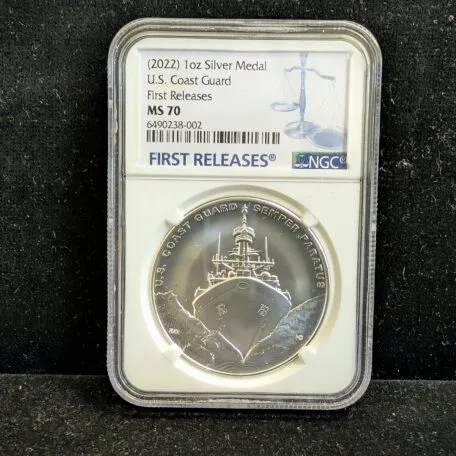 (2022) 1oz Silver Medal
U.S. Coast Guard
First Releases
MS 70
6490238-002
FIRST RELEASES®
NGC®
U.S. COAST GUARD SEMPER PARATUS